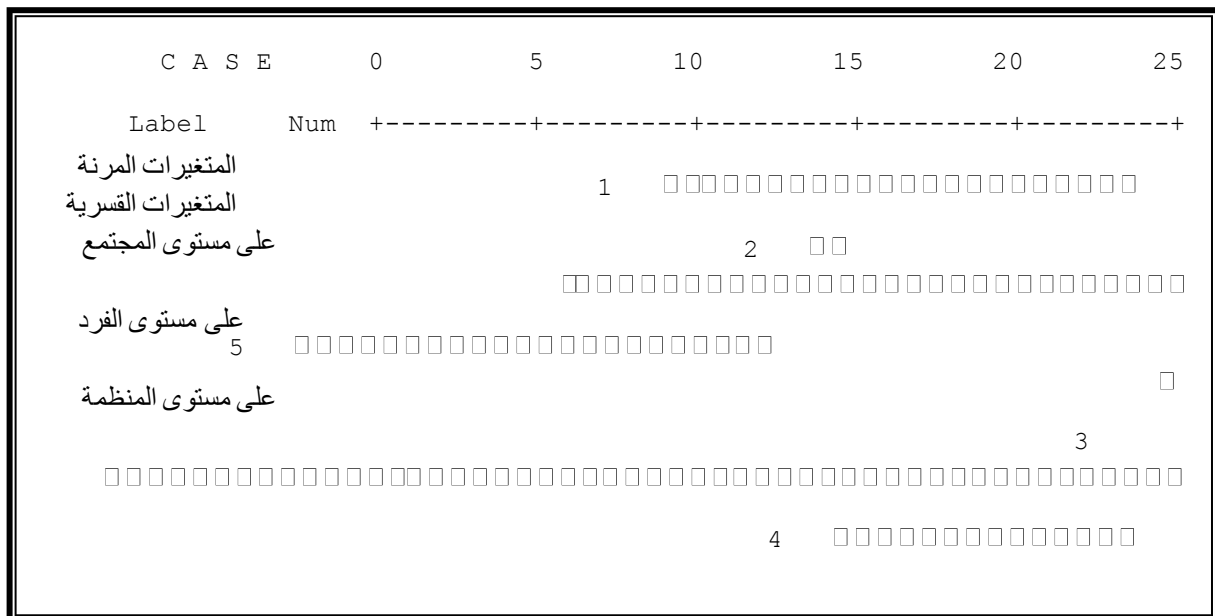 C A S E 0 5 10 15 20 25
Label Num +---------+---------+---------+---------+---------+
المتغيرات المرنة
1 □□□□□□□□□□□□□□□□□□□□□□
المتغيرات القسرية
على مستوى المجتمع
2 □□
□□□□□□□□□□□□□□□□□□□□□□□□□□□□□
على مستوى الفرد
5 □□□□□□□□□□□□□□□□□□□□□□
□
على مستوى المنظمة
3
□□□□□□□□□□□□□□□□□□□□□□□□□□□□□□□□□□□□□□□□□□□□□□□□□□
4 □□□□□□□□□□□□□□